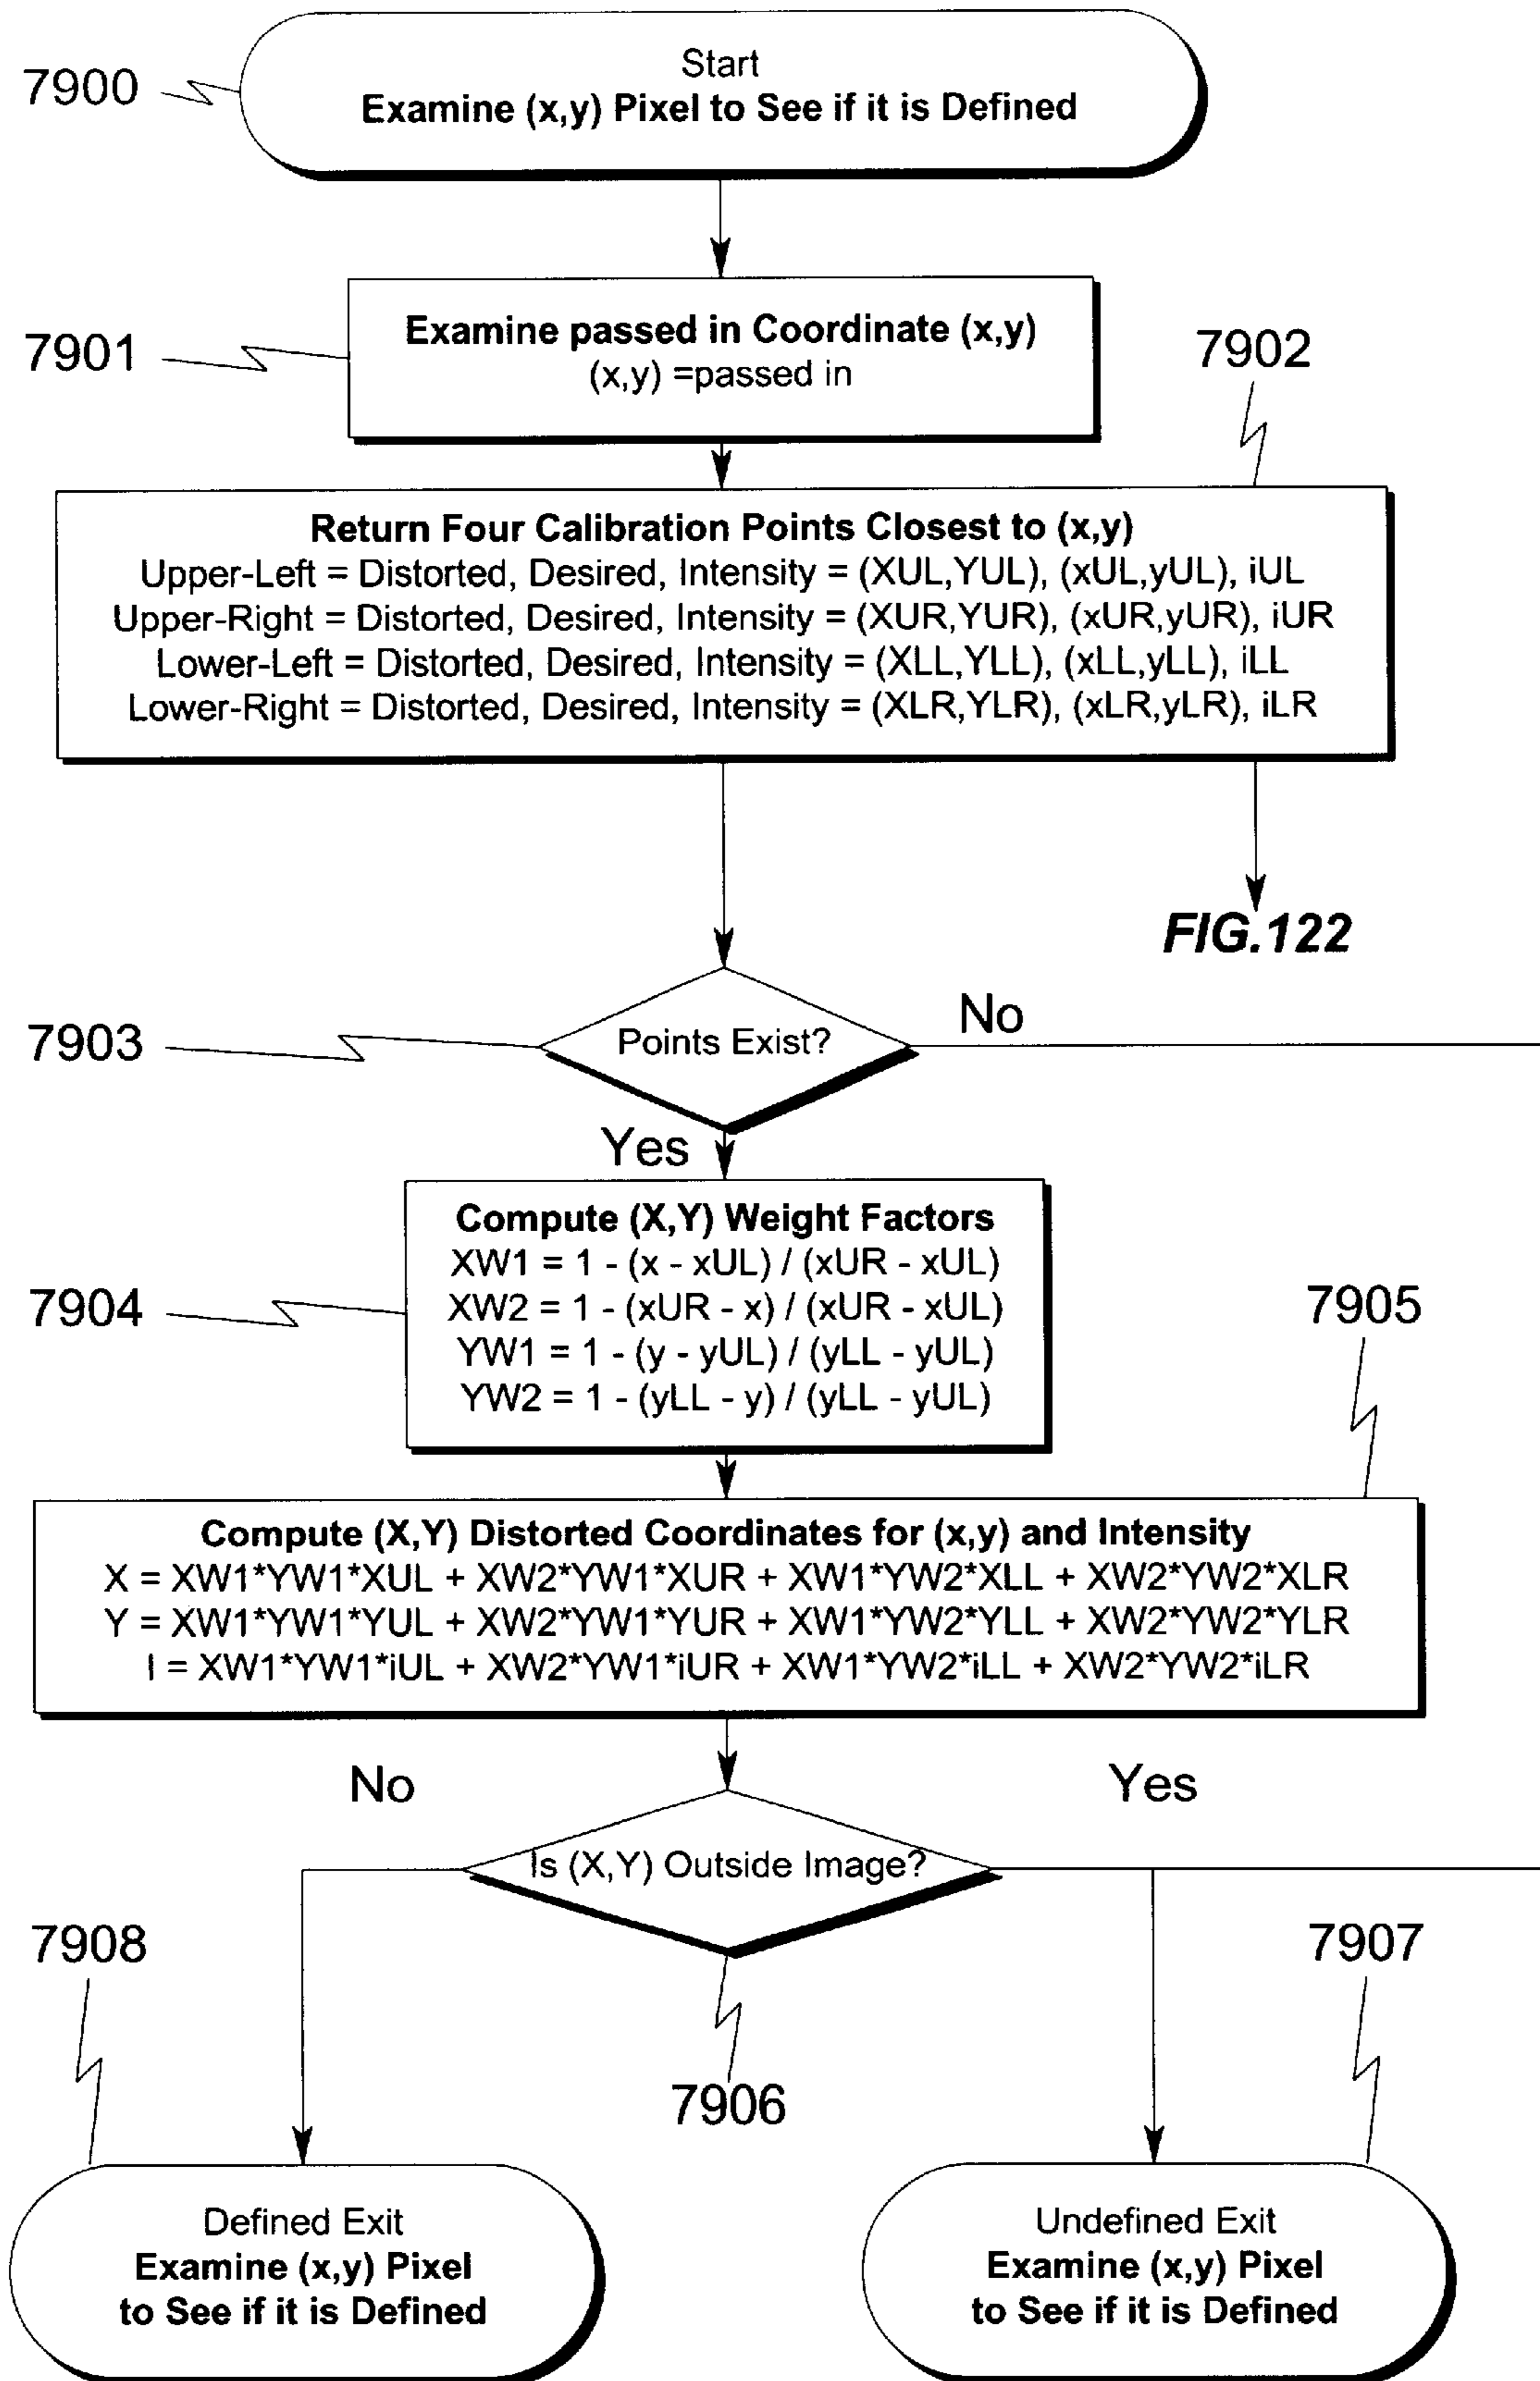 7900
Start
Examine (x,y) Pixel to See if it is Defined
7901
Examine passed in Coordinate (x,y)
(x,y) =passed in
7902
Return Four Calibration Points Closest to (x,y)
Upper-Left = Distorted, Desired, Intensity = (XUL,YUL), (xUL,yUL), iUL
Upper-Right = Distorted, Desired, Intensity = (XUR,YUR), (xUR,yUR), iUR
Lower-Left = Distorted, Desired, Intensity = (XLL,YLL), (xLL,yLL), iLL
Lower-Right = Distorted, Desired, Intensity = (XLR,YLR), (xLR,yLR), iLR
FIG.122
7903
Points Exist?
No
Yes
7904
Compute (X,Y) Weight Factors
XW1 = 1 - (x - xUL) / (xUR - xUL)
XW2 = 1 - (xUR - x) / (xUR - xUL)
YW1 = 1 - (y - yUL) / (yLL - yUL)
YW2 = 1 - (yLL - y) / (yLL - yUL)
7905
Compute (X,Y) Distorted Coordinates for (x,y) and Intensity
X = XW1*YW1*XUL + XW2*YW1*XUR + XW1*YW2*XLL + XW2*YW2*XLR
Y = XW1*YW1*YUL + XW2*YW1*YUR + XW1*YW2*YLL + XW2*YW2*YLR
I = XW1*YW1*iUL + XW2*YW1*iUR + XW1*YW2*iLL + XW2*YW2*iLR
No
Yes
Is (X,Y) Outside Image?
7908
7907
7906
Defined Exit
Examine (x,y) Pixel
to See if it is Defined
Undefined Exit
Examine (x,y) Pixel
to See if it is Defined